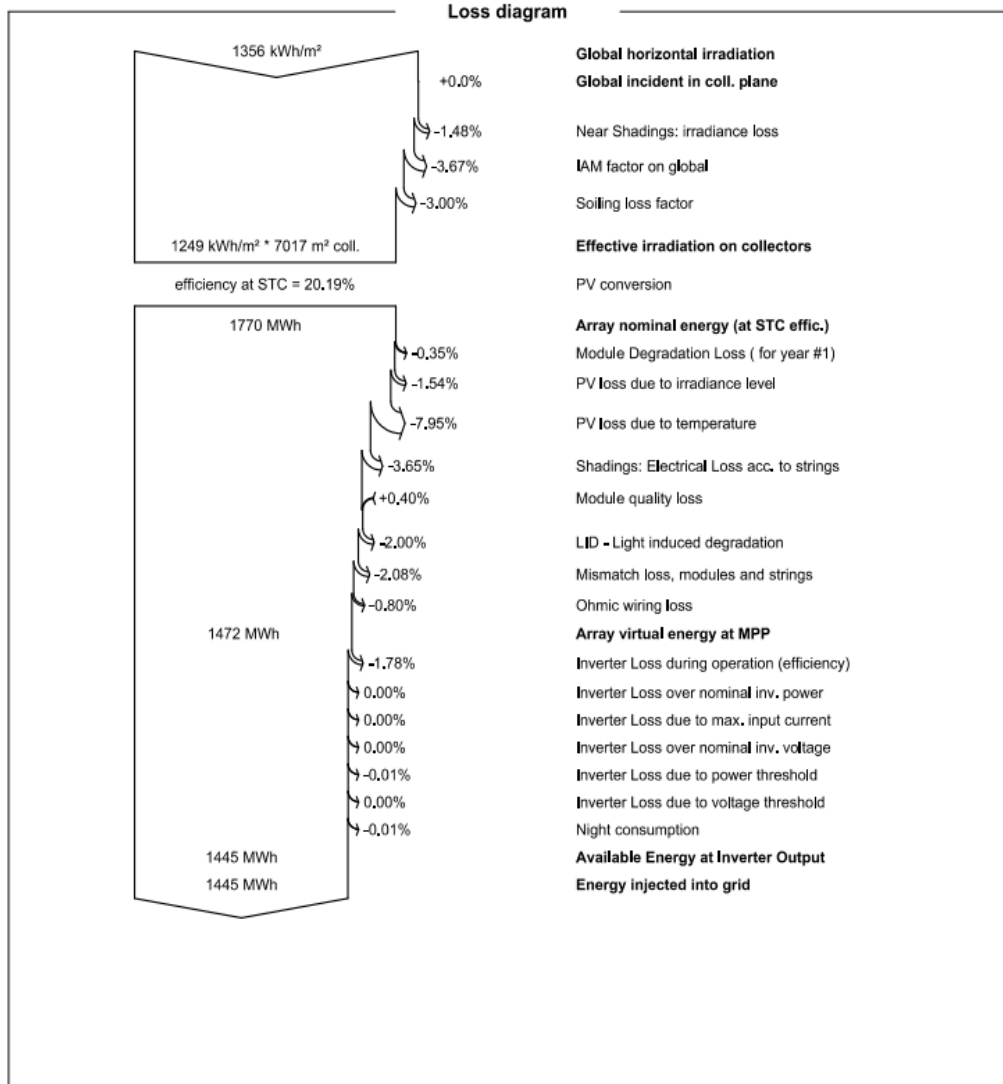 Loss diagram
1356 kWh/m² Global horizontal irradiation
+0.0% Global incident in coll. plane
-1.48% Near Shadings: irradiance loss
-3.67% IAM factor on global
-3.00% Soiling loss factor
1249 kWh/m² * 7017 m² coll. Effective irradiation on collectors
efficiency at STC = 20.19% PV conversion
1770 MWh Array nominal energy (at STC effic.)
-0.35% Module Degradation Loss ( for year #1)
-1.54% PV loss due to irradiance level
-7.95% PV loss due to temperature
-3.65% Shadings: Electrical Loss acc. to strings
+0.40% Module quality loss
-2.00% LID - Light induced degradation
-2.08% Mismatch loss, modules and strings
-0.80% Ohmic wiring loss
1472 MWh Array virtual energy at MPP
-1.78% Inverter Loss during operation (efficiency)
0.00% Inverter Loss over nominal inv. power
0.00% Inverter Loss due to max. input current
0.00% Inverter Loss over nominal inv. voltage
-0.01% Inverter Loss due to power threshold
0.00% Inverter Loss due to voltage threshold
-0.01% Night consumption
1445 MWh Available Energy at Inverter Output
1445 MWh Energy injected into grid